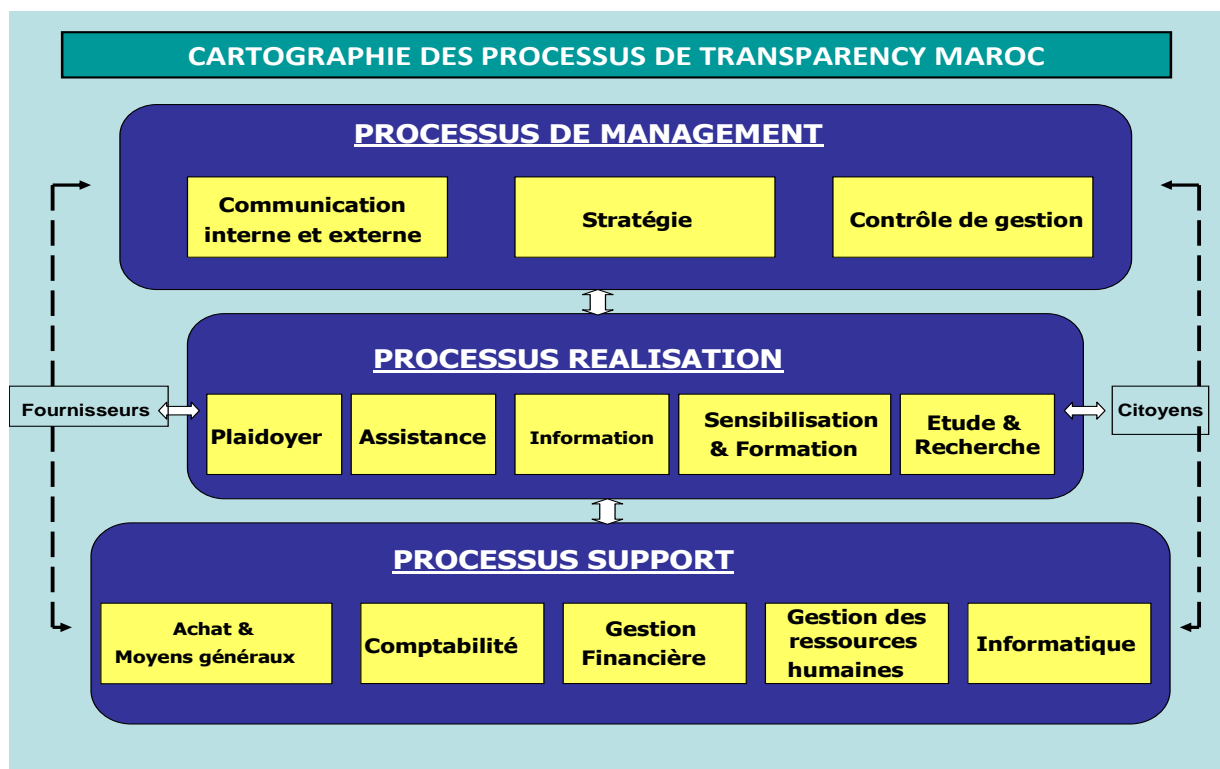 CARTOGRAPHIE DES PROCESSUS DE TRANSPARENCY MAROC
PROCESSUS DE MANAGEMENT
Communication
interne et externe
Stratégie
Contrôle de gestion
PROCESSUS REALISATION
Fournisseurs
Plaidoyer
Assistance
Information
Sensibilisation
& Formation
Etude &
Recherche
Citoyens
PROCESSUS SUPPORT
Achat &
Moyens généraux
Comptabilité
Gestion
Financière
Gestion des
ressources
humaines
Informatique